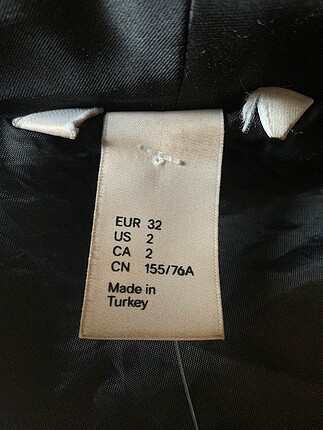 EUR 32
US 2
CA 2
CN 155/76A
Made in
Turkey